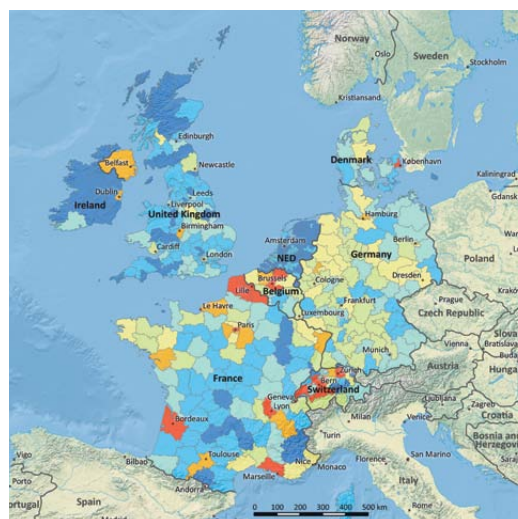 Norway
Oslo
Sweden
Stockholm
Kristiansand
Edinburgh
Newcastle
Belfast
Dublin
Ireland
Leeds
Liverpool
United Kingdom
Birmingham
Cardiff
London
Denmark
København
Kaliningrad
Gdansk
Hamburg
Amsterdam
NED
Berlin
Poland
Germany
Brussels
Cologne
Dresden
Belgium
Lille
Frankfurt
Luxembourg
Prague
Czech Republic
Le Havre
Paris
Vienna
Munich
France
Zürich
Bern
Switzerland
Austria
Geneva
Lyon
Ljubljana
Zagreb
Croatia
Milan
Venice
Turin
Bordeaux
Bosnia and
Toulouse
Nice
Monaco
Florence
San Marino
Marseille
Italy
Rome
Andorra
Bilbao
Vigo
Porto
Portugal
Spain
Madrid
0 100 200 300 400 500 km